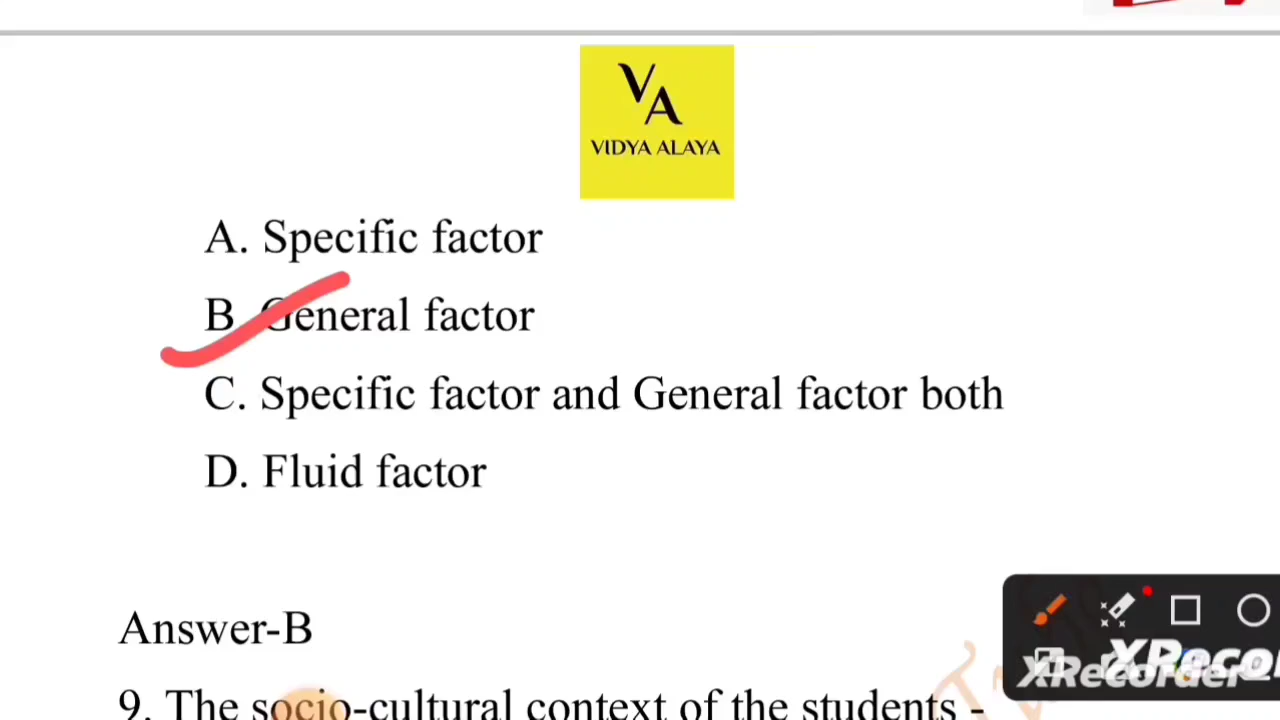 VA
VIDYA ALAYA
A. Specific factor
B. General factor
C. Specific factor and General factor both
D. Fluid factor
Answer-B
9. The socio-cultural context of the students -
XRecorder